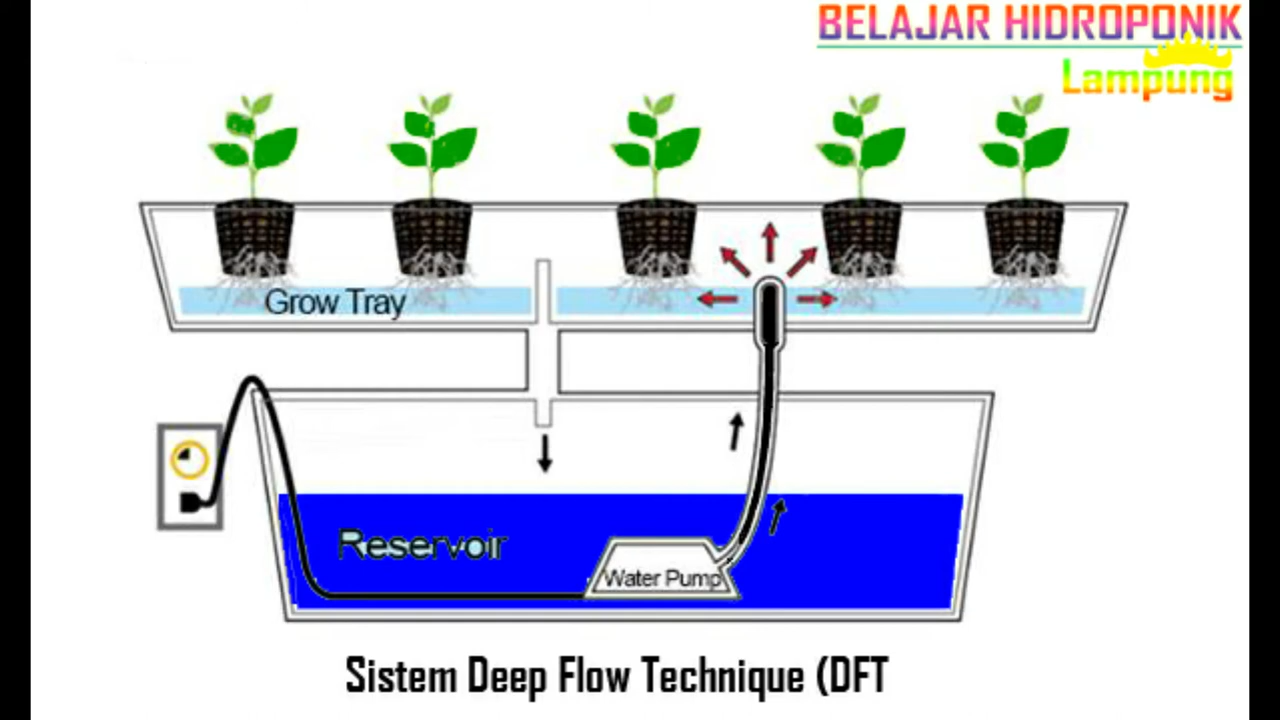 BELAJAR HIDROPONIK
Lampung
Grow Tray
Reservoir
Water Pump
Sistem Deep Flow Technique (DFT